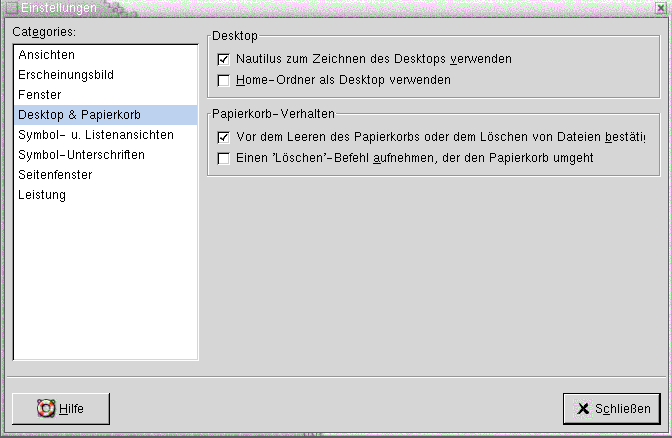 Einstellungen
Categories:
Ansichten
Erscheinungsbild
Fenster
Desktop & Papierkorb
Symbol- u. Listenansichten
Symbol-Unterschriften
Seitenfenster
Leistung
Desktop
Nautilus zum Zeichnen des Desktops verwenden
Home-Ordner als Desktop verwenden
Papierkorb-Verhalten
Vor dem Leeren des Papierkorbs oder dem Löschen von Dateien bestätig
Einen 'Löschen'-Befehl aufnehmen, der den Papierkorb umgeht
Hilfe
Schließen